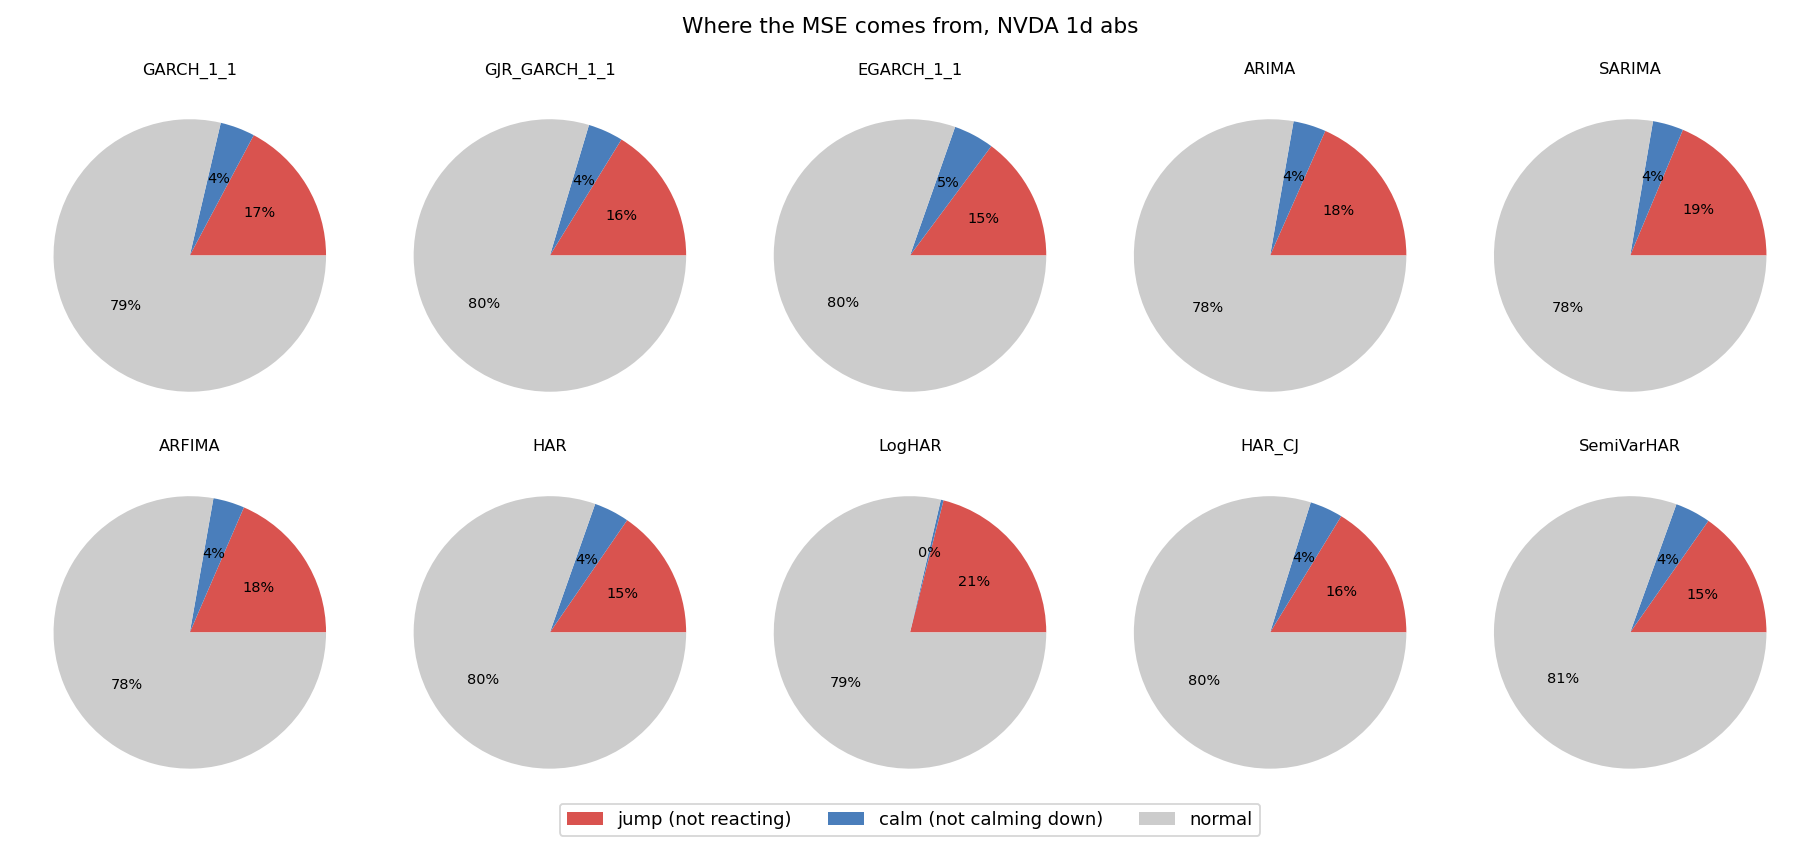 Where the MSE comes from, NVDA 1d abs
GARCH_1_1
GJR_GARCH_1_1
EGARCH_1_1
ARIMA
SARIMA
4%
17%
79%
4%
16%
80%
5%
15%
80%
4%
18%
78%
4%
19%
78%
ARFIMA
HAR
LogHAR
HAR_CJ
SemiVarHAR
4%
18%
78%
4%
15%
80%
0%
21%
79%
4%
16%
80%
4%
15%
81%
jump (not reacting)
calm (not calming down)
normal